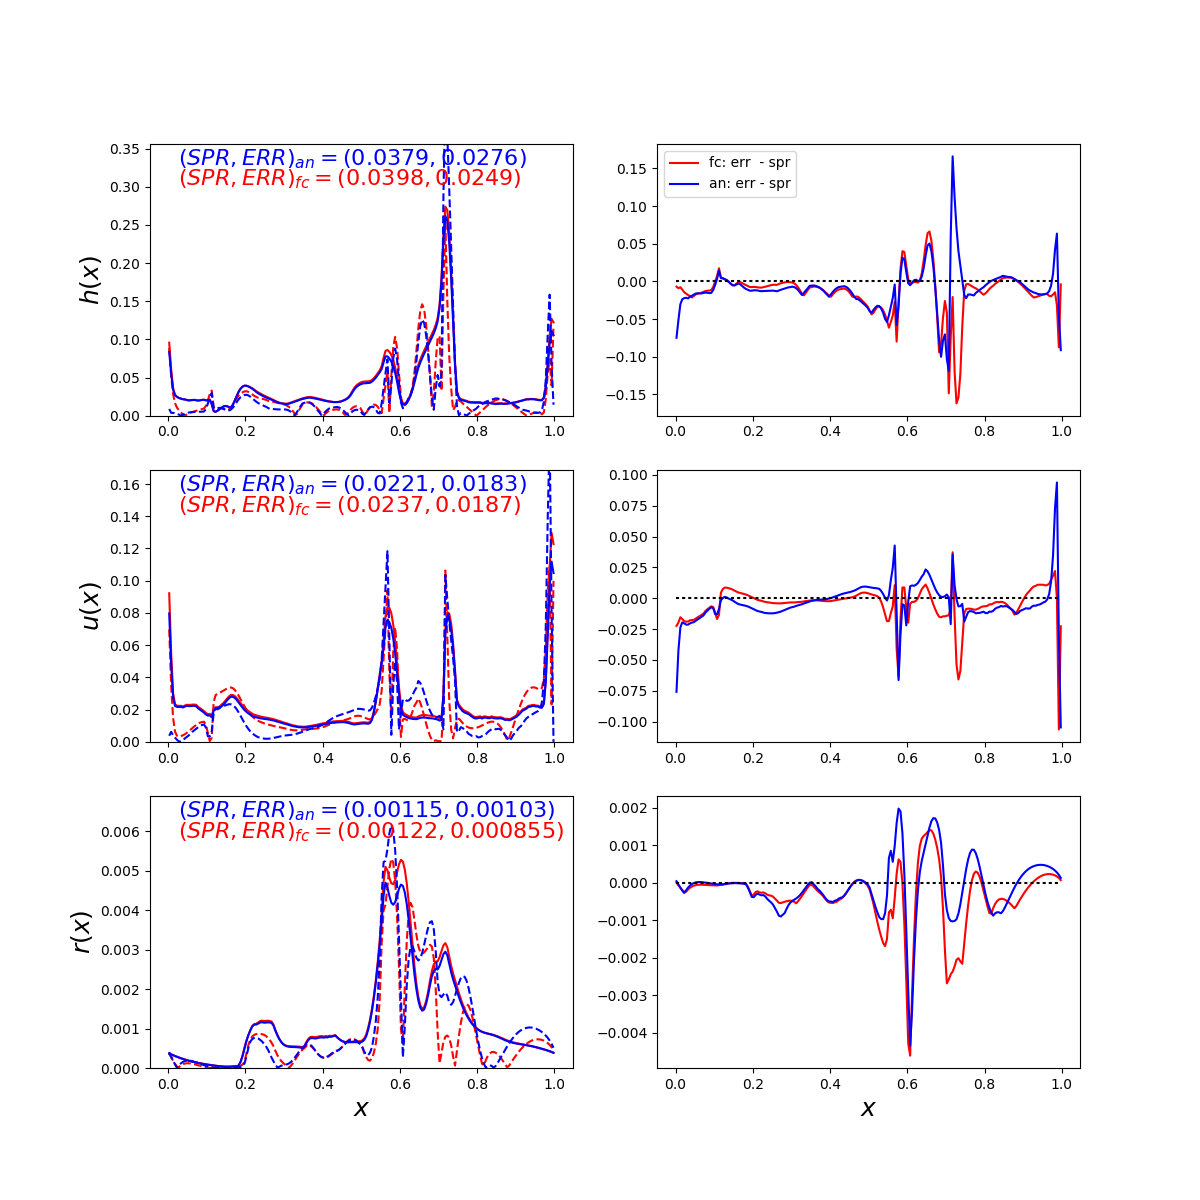 (SPR, ERR)an = (0.0379, 0.0276)
(SPR, ERR)fc = (0.0398, 0.0249)
0.35
0.30
0.25
0.20
0.15
0.10
0.05
0.00
h(x)
0.0 0.2 0.4 0.6 0.8 1.0
fc: err - spr
an: err - spr
0.15
0.10
0.05
0.00
−0.05
−0.10
−0.15
0.0 0.2 0.4 0.6 0.8 1.0
(SPR, ERR)an = (0.0221, 0.0183)
(SPR, ERR)fc = (0.0237, 0.0187)
0.16
0.14
0.12
0.10
0.08
0.06
0.04
0.02
0.00
u(x)
0.0 0.2 0.4 0.6 0.8 1.0
0.100
0.075
0.050
0.025
0.000
−0.025
−0.050
−0.075
−0.100
0.0 0.2 0.4 0.6 0.8 1.0
(SPR, ERR)an = (0.00115, 0.00103)
(SPR, ERR)fc = (0.00122, 0.000855)
0.006
0.005
0.004
0.003
0.002
0.001
0.000
r(x)
0.0 0.2 0.4 0.6 0.8 1.0
x
0.002
0.001
0.000
−0.001
−0.002
−0.003
−0.004
0.0 0.2 0.4 0.6 0.8 1.0
x